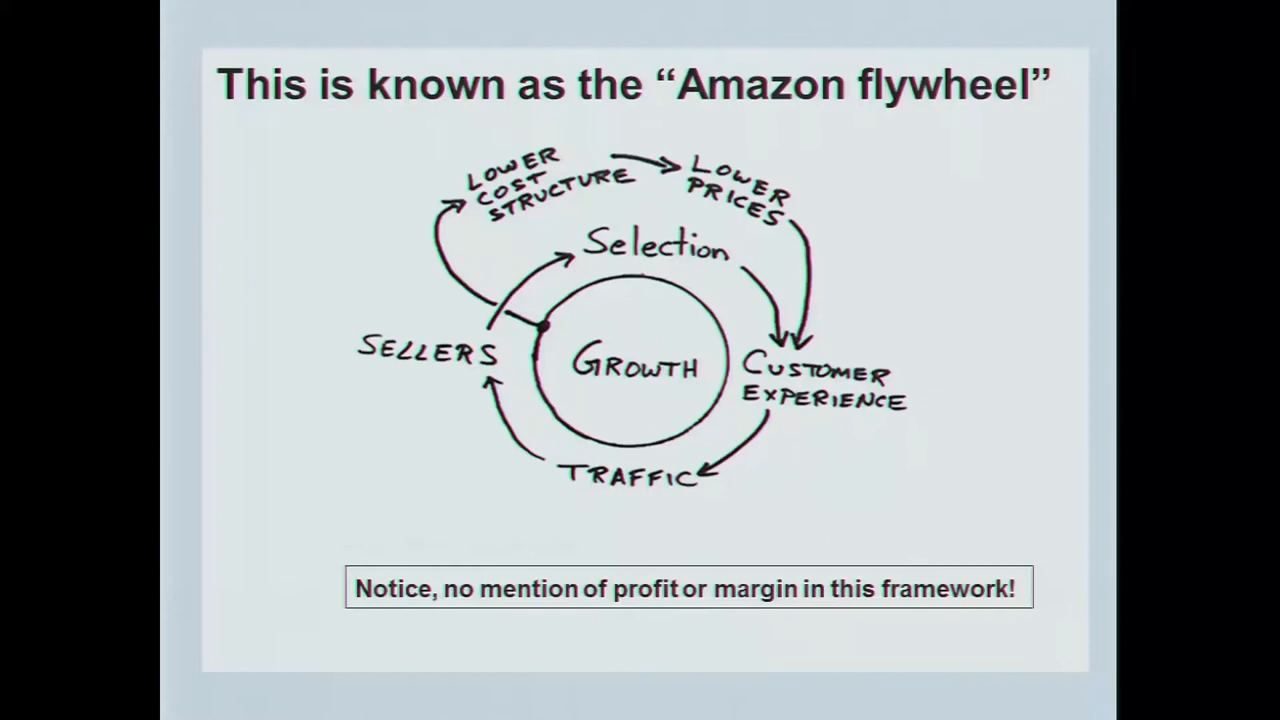 This is known as the “Amazon flywheel”
LOWER
COST
STRUCTURE
LOWER
PRICES
Selection
SELLERS
GROWTH
CUSTOMER
EXPERIENCE
TRAFFIC
Notice, no mention of profit or margin in this framework!